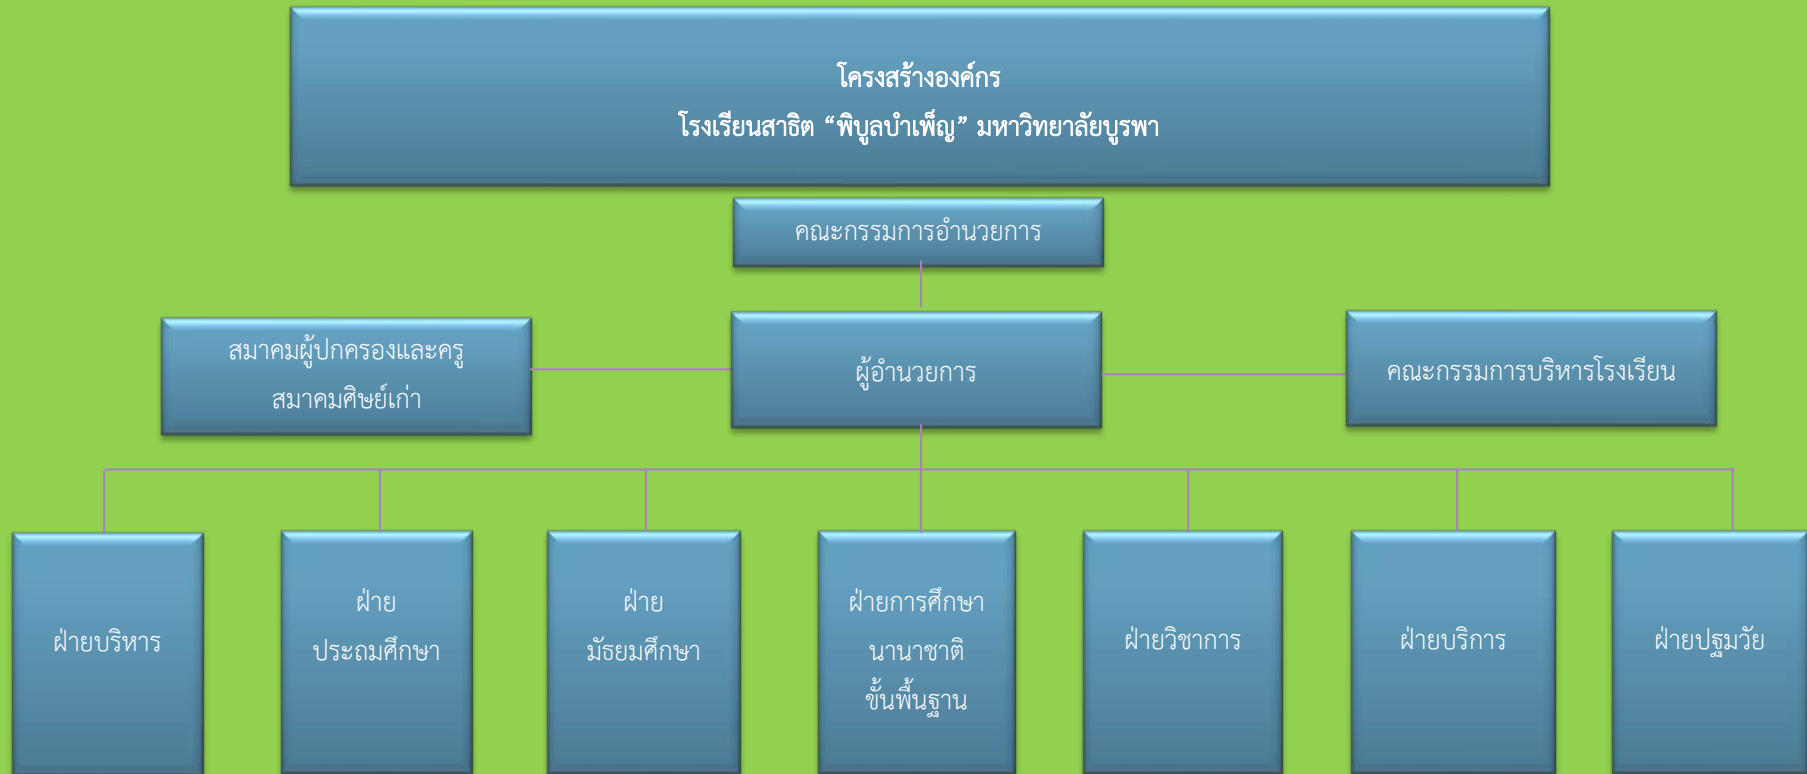 โครงสร้างองค์กร
โรงเรียนสาธิต “พิบูลบำเพ็ญ” มหาวิทยาลัยบูรพา
คณะกรรมการอำนวยการ
สมาคมผู้ปกครองและครู
สมาคมศิษย์เก่า
ผู้อำนวยการ
คณะกรรมการบริหารโรงเรียน
ฝ่ายบริหาร
ฝ่าย
ประถมศึกษา
ฝ่าย
มัธยมศึกษา
ฝ่ายการศึกษา
นานาชาติ
ขั้นพื้นฐาน
ฝ่ายวิชาการ
ฝ่ายบริการ
ฝ่ายปฐมวัย